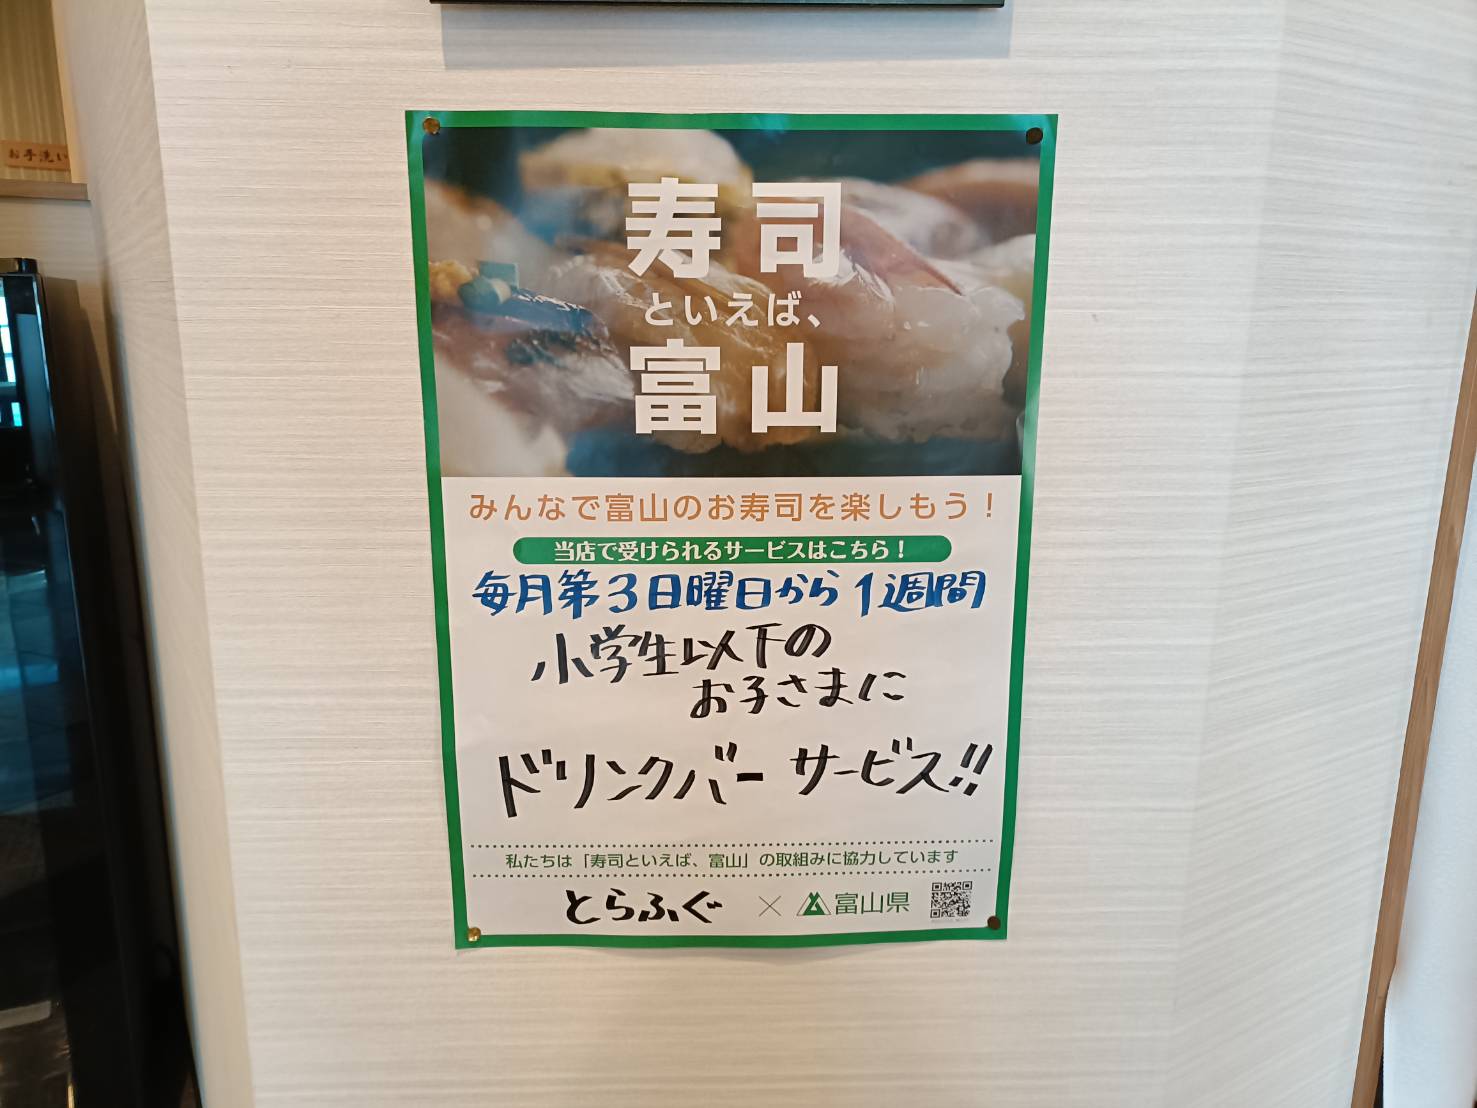 お手洗い
寿司
といえば、
富山
みんなで富山のお寿司を楽しもう！
当店で受けられるサービスはこちら！
毎月第3日曜日から1週間
小学生以下の
お子さまに
ドリンクバー サービス!!
私たちは「寿司といえば、富山」の取組みに協力しています
とらふぐ × 富山県